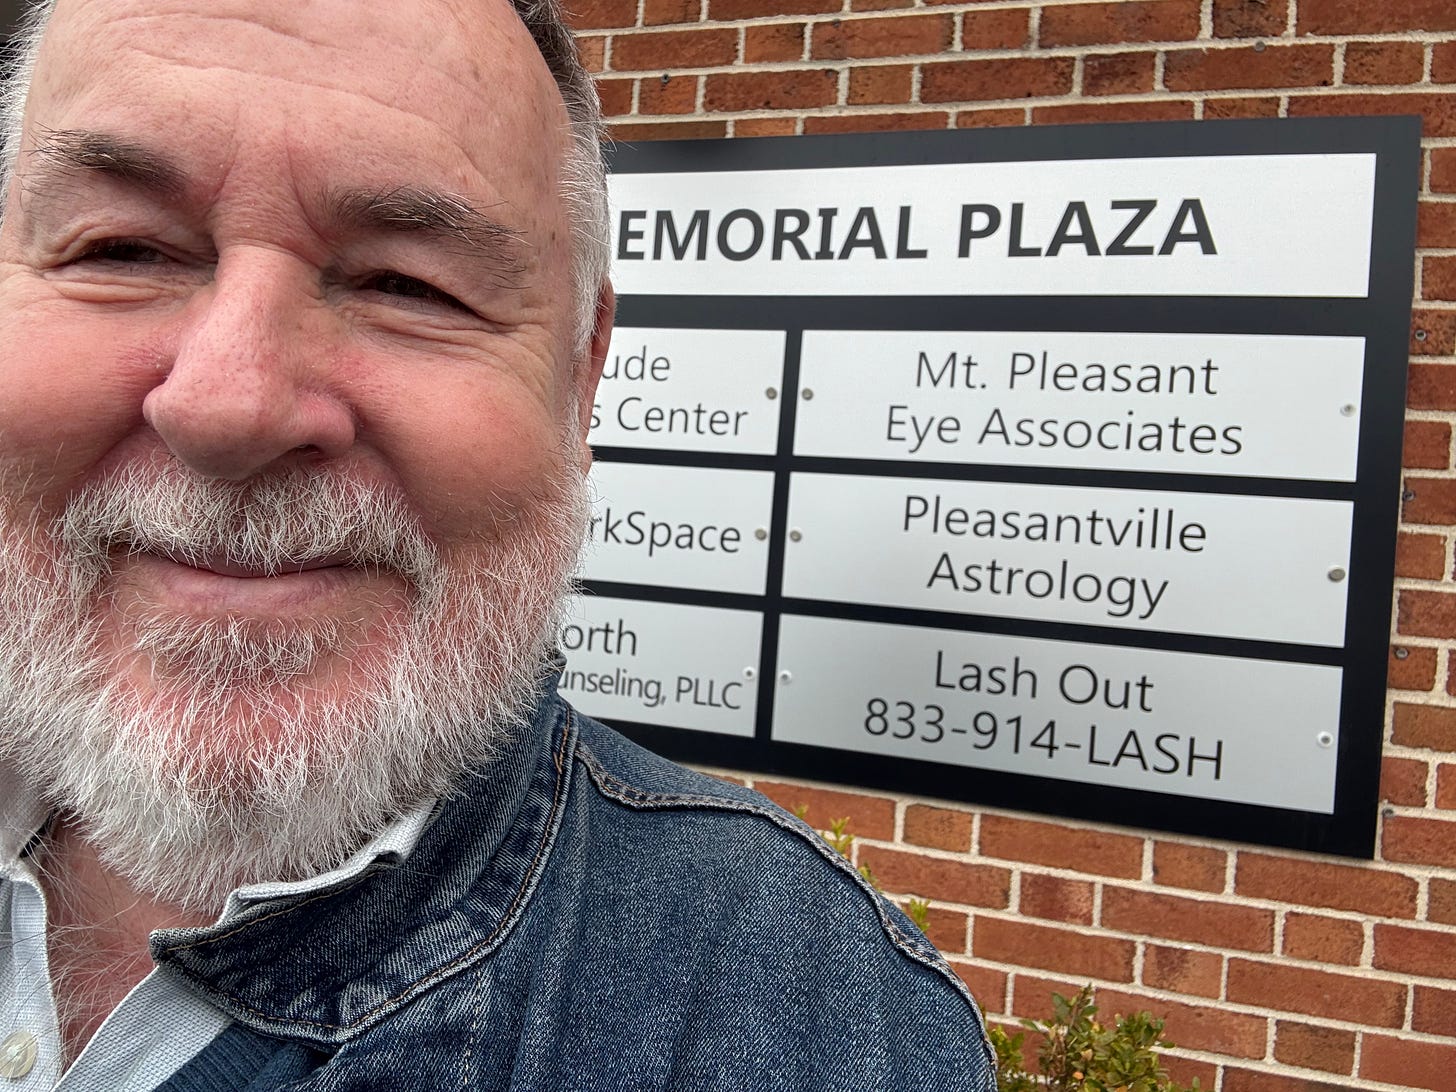 EMORIAL PLAZA
ude
s Center
Mt. Pleasant
Eye Associates
rkSpace
Pleasantville
Astrology
orth
unseling, PLLC
Lash Out
833-914-LASH